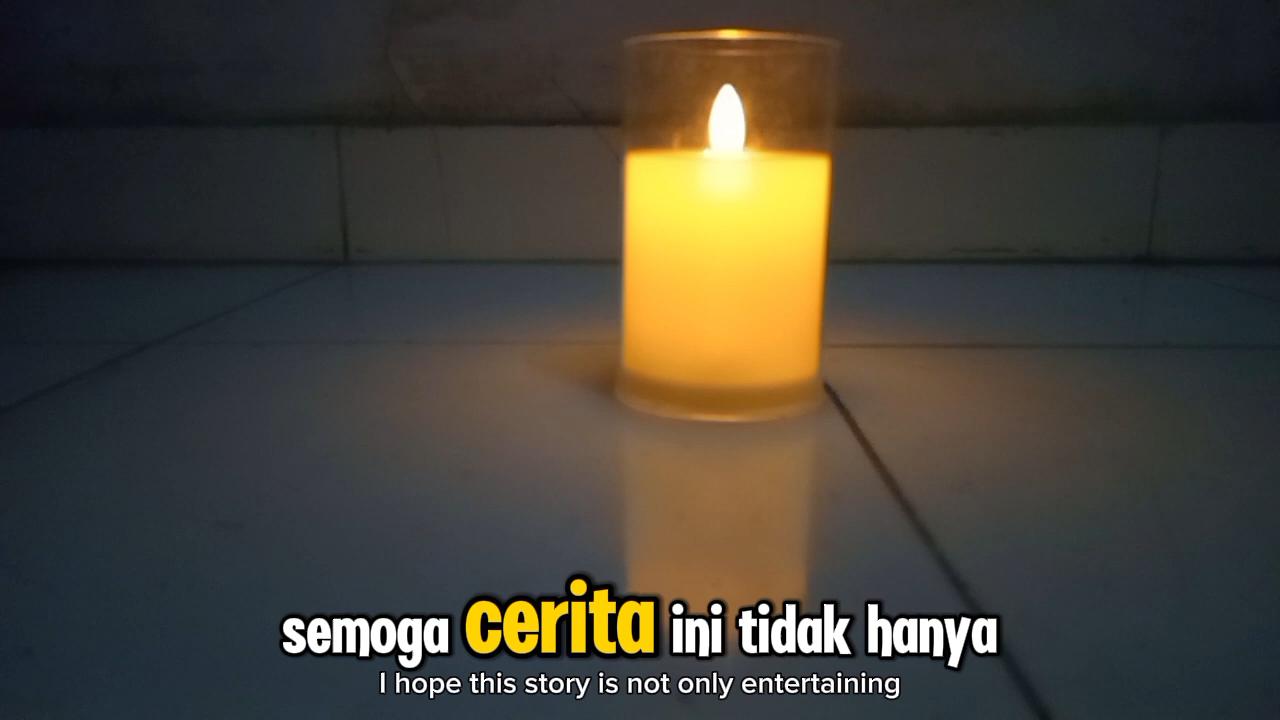 semoga cerita ini tidak hanya
I hope this story is not only entertaining